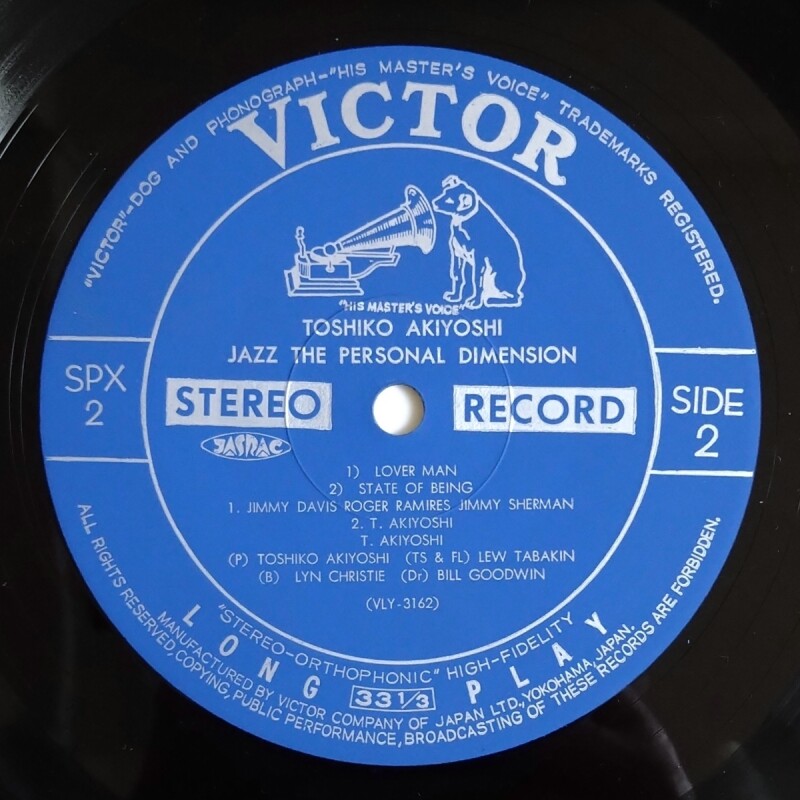 "VICTOR"-DOG AND PHONOGRAPH-"HIS MASTER'S VOICE" TRADEMARKS REGISTERED.
VICTOR
"HIS MASTER'S VOICE"
TOSHIKO AKIYOSHI
JAZZ THE PERSONAL DIMENSION
SPX
2
STEREO RECORD
SIDE
2
JASRAC
1) LOVER MAN
2) STATE OF BEING
1. JIMMY DAVIS ROGER RAMIRES JIMMY SHERMAN
2. T. AKIYOSHI
T. AKIYOSHI
(P) TOSHIKO AKIYOSHI (TS & FL) LEW TABAKIN
(B) LYN CHRISTIE (Dr) BILL GOODWIN
(VLY-3162)
"STEREO-ORTHOPHONIC" HIGH-FIDELITY
LONG 33 1/3 PLAY
MANUFACTURED BY VICTOR COMPANY OF JAPAN LTD., YOKOHAMA, JAPAN.
ALL RIGHTS RESERVED COPYING, PUBLIC PERFORMANCE, BROADCASTING OF THESE RECORDS ARE FORBIDDEN.